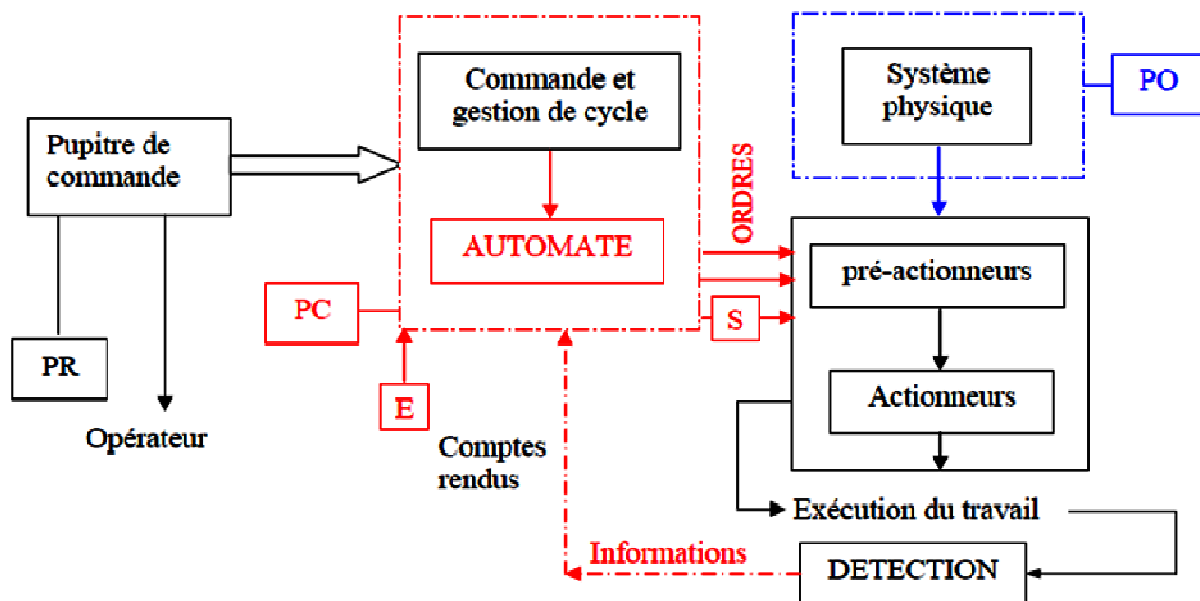 Commande et
gestion de cycle
Système
physique
PO
Pupitre de
commande
ORDRES
AUTOMATE
pré-actionneurs
PC
S
PR
E
Actionneurs
Opérateur
Comptes
rendus
Exécution du travail
Informations
DETECTION